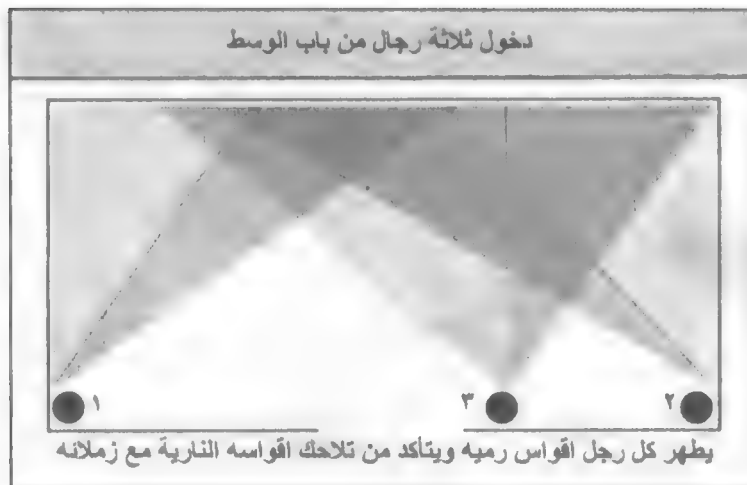 دخول ثلاثة رجال من باب الوسط
١
٣
٢
يطهر كل رجل اقواس رميه ويتأكد من تلاحك اقواسه النارية مع زملائه